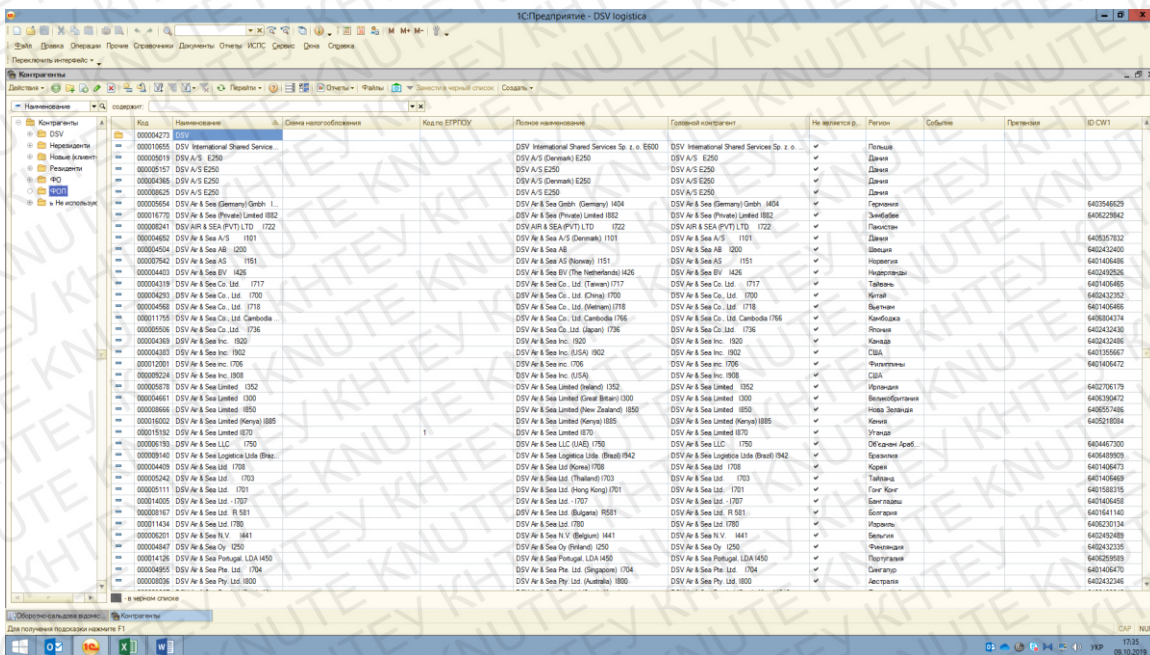 1С:Предприятие - DSV logistica
M M+ M-
Файл Правка Операции Прочие Справочники Документы Отчеты ИСПС Сервис Окна Справка
Переключить интерфейс
Контрагенты
Действия Перейти Отчеты Файлы Занести в черный список Создать
Наименование содержит:
Контрагенты
DSV
Нерезиденти
Новые (клиент-
Резиденти
ФО
ФОП
ь Не использук
Код Наименование Схема налогообложения Код по ЕГРПОУ Полное наименование Головной контрагент Не является р... Регион Событие Претензия ID CW1
000004273 DSV
000010655 DSV International Shared Service... DSV International Shared Services Sp. z. o. E600 DSV International Shared Services Sp. z. o. ... Польша
000005019 DSV A/S E250 DSV A/S (Denmark) E250 DSV A/S E250 Дания
000005157 DSV A/S E250 DSV A/S E250 DSV A/S E250 Дания
000004365 DSV A/S E250 DSV A/S (Denmark) E250 DSV A/S E250 Дания
000008625 DSV A/S E250 DSV A/S E250 DSV A/S E250 Дания
000005654 DSV Air & Sea (Germany) Gmbh I... DSV Air & Sea Gmbh (Germany) I404 DSV Air & Sea (Germany) Gmbh I404 Германия 6403546629
000016770 DSV Air & Sea (Private) Limited I882 DSV Air & Sea (Private) Limited I882 DSV Air & Sea (Private) Limited I882 Зимбабве 6406229842
000008241 DSV AIR & SEA (PVT) LTD I722 DSV AIR & SEA (PVT) LTD I722 DSV AIR & SEA (PVT) LTD I722 Пакистан
000004652 DSV Air & Sea A/S I101 DSV Air & Sea A/S (Denmark) I101 DSV Air & Sea A/S I101 Дания 6405357832
000004504 DSV Air & Sea AB I200 DSV Air & Sea AB DSV Air & Sea AB I200 Швеция 6402432400
000007542 DSV Air & Sea AS I151 DSV Air & Sea AS (Norway) I151 DSV Air & Sea AS I151 Норвегия 6401406486
000004403 DSV Air & Sea BV I426 DSV Air & Sea BV (The Netherlands) I426 DSV Air & Sea BV I426 Нидерланды 6402492526
000004319 DSV Air & Sea Co. Ltd. I717 DSV Air & Sea Co. Ltd. (Taiwan) I717 DSV Air & Sea Co. Ltd. I717 Тайвань 6401406465
000004293 DSV Air & Sea Co., Ltd. I700 DSV Air & Sea Co., Ltd. (China) I700 DSV Air & Sea Co., Ltd. I700 Китай 6402432352
000004568 DSV Air & Sea Co., Ltd. I718 DSV Air & Sea Co., Ltd. (Vietnam) I718 DSV Air & Sea Co., Ltd. I718 Вьетнам 6401406466
000011755 DSV Air & Sea Co., Ltd. Cambodia ... DSV Air & Sea Co., Ltd. Cambodia I766 DSV Air & Sea Co., Ltd. Cambodia I766 Камбоджа 6406804374
000005506 DSV Air & Sea Co.,Ltd. I736 DSV Air & Sea Co.,Ltd. (Japan) I736 DSV Air & Sea Co.,Ltd. I736 Япония 6402432430
000004369 DSV Air & Sea Inc. I920 DSV Air & Sea Inc. I920 DSV Air & Sea Inc. I920 Канада 6402432486
000004383 DSV Air & Sea Inc. I902 DSV Air & Sea Inc. (USA) I902 DSV Air & Sea Inc. I902 США 6401355667
000012001 DSV Air & Sea inc. I706 DSV Air & Sea inc. I706 DSV Air & Sea inc. I706 Филиппины 6401406472
000009224 DSV Air & Sea Inc. I908 DSV Air & Sea Inc. (USA) DSV Air & Sea Inc. I908 США
000005878 DSV Air & Sea Limited I352 DSV Air & Sea Limited (Ireland) I352 DSV Air & Sea Limited I352 Ирландия 6402706179
000004661 DSV Air & Sea Limited I300 DSV Air & Sea Limited (Great Britain) I300 DSV Air & Sea Limited I300 Великобритания 6406390472
000008666 DSV Air & Sea Limited I850 DSV Air & Sea Limited (New Zealand) I850 DSV Air & Sea Limited I850 Нова Зеландія 6406557486
000016002 DSV Air & Sea Limited (Kenya) I885 DSV Air & Sea Limited (Kenya) I885 DSV Air & Sea Limited (Kenya) I885 Кения 6405218084
000015192 DSV Air & Sea Limited I870 1 DSV Air & Sea Limited I870 DSV Air & Sea Limited I870 Уганда
000006193 DSV Air & Sea LLC I750 DSV Air & Sea LLC (UAE) I750 DSV Air & Sea LLC I750 Об'єднані Араб... 6404467300
000009140 DSV Air & Sea Logistica Ltda (Braz... DSV Air & Sea Logistica Ltda. (Brazil) I942 DSV Air & Sea Logistica Ltda (Brazil) I942 Бразилия 6406489909
000004409 DSV Air & Sea Ltd I708 DSV Air & Sea Ltd (Korea) I708 DSV Air & Sea Ltd I708 Корея 6401406473
000005242 DSV Air & Sea Ltd. I703 DSV Air & Sea Ltd. (Thailand) I703 DSV Air & Sea Ltd. I703 Тайланд 6401406469
000005111 DSV Air & Sea Ltd. I701 DSV Air & Sea Ltd. (Hong Kong) I701 DSV Air & Sea Ltd. I701 Гонг Конг 6401588315
000014005 DSV Air & Sea Ltd. - I707 DSV Air & Sea Ltd. - I707 DSV Air & Sea Ltd. - I707 Бангладеш 6401406458
000008167 DSV Air & Sea Ltd. R 581 DSV Air & Sea Ltd. (Bulgaria) R581 DSV Air & Sea Ltd. R 581 Болгария 6401641140
000011434 DSV Air & Sea Ltd. I780 DSV Air & Sea Ltd. I780 DSV Air & Sea Ltd. I780 Израиль 6406230134
000006201 DSV Air & Sea N.V. I441 DSV Air & Sea N.V. (Belgium) I441 DSV Air & Sea N.V. I441 Бельгия 6402492489
000004847 DSV Air & Sea Oy I250 DSV Air & Sea Oy (Finland) I250 DSV Air & Sea Oy I250 Финляндия 6402432335
000014126 DSV Air & Sea Portugal, LDA I450 DSV Air & Sea Portugal, LDA I450 DSV Air & Sea Portugal, LDA I450 Португалия 6406259589
000004955 DSV Air & Sea Pte. Ltd. I704 DSV Air & Sea Pte. Ltd. (Singapore) I704 DSV Air & Sea Pte. Ltd. I704 Сингапур 6401406470
000008036 DSV Air & Sea Pty. Ltd. I800 DSV Air & Sea Pty. Ltd. (Australia) I800 DSV Air & Sea Pty. Ltd. I800 Австралія 6402432346
- в черном списке
Оборотно-сальдова відоміс... Контрагенты
Для получения подсказки нажмите F1 CAP NUM
УКР 17:35
09.10.2019